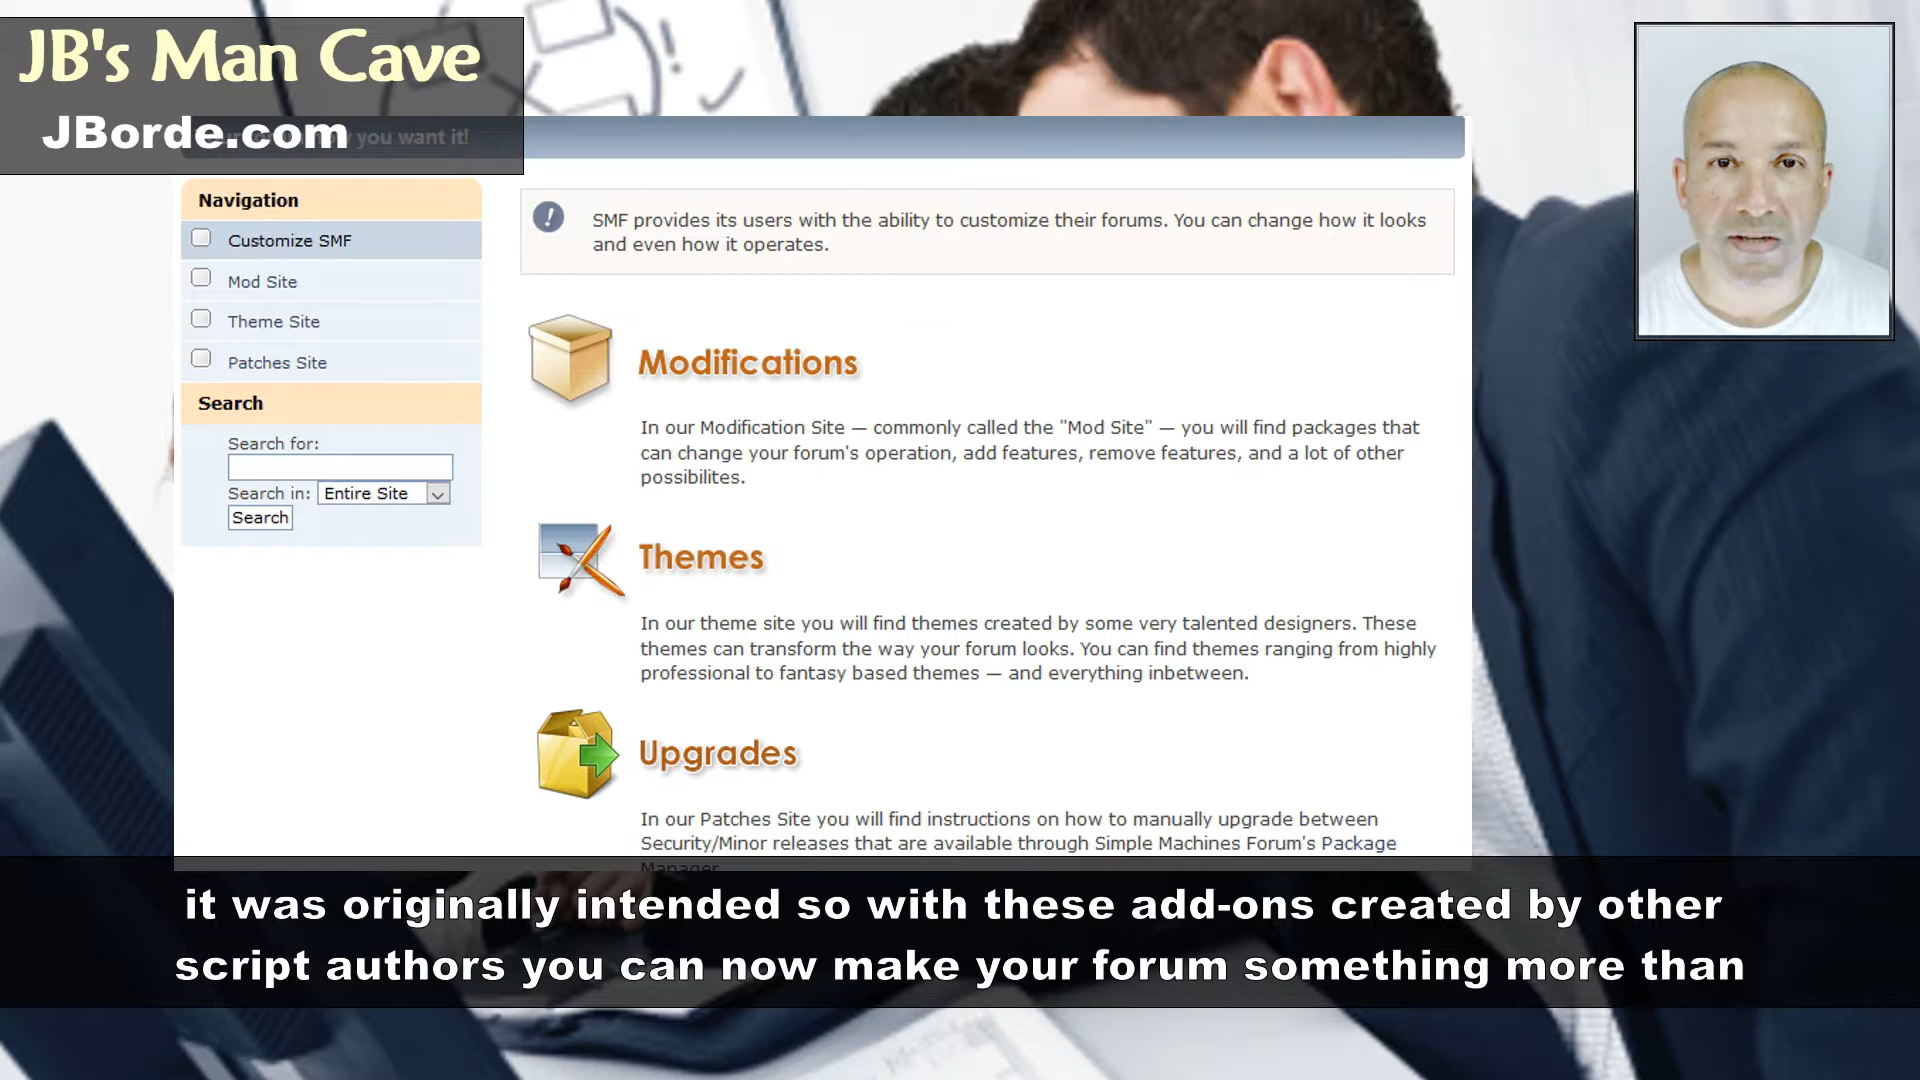 JB's Man Cave
JBorde.com
you want it!
Navigation
Customize SMF
Mod Site
Theme Site
Patches Site
Search
Search for:
Search in: Entire Site
Search
SMF provides its users with the ability to customize their forums. You can change how it looks
and even how it operates.
Modifications
In our Modification Site — commonly called the "Mod Site" — you will find packages that
can change your forum's operation, add features, remove features, and a lot of other
possibilites.
Themes
In our theme site you will find themes created by some very talented designers. These
themes can transform the way your forum looks. You can find themes ranging from highly
professional to fantasy based themes — and everything inbetween.
Upgrades
In our Patches Site you will find instructions on how to manually upgrade between
Security/Minor releases that are available through Simple Machines Forum's Package
Manager.
it was originally intended so with these add-ons created by other
script authors you can now make your forum something more than